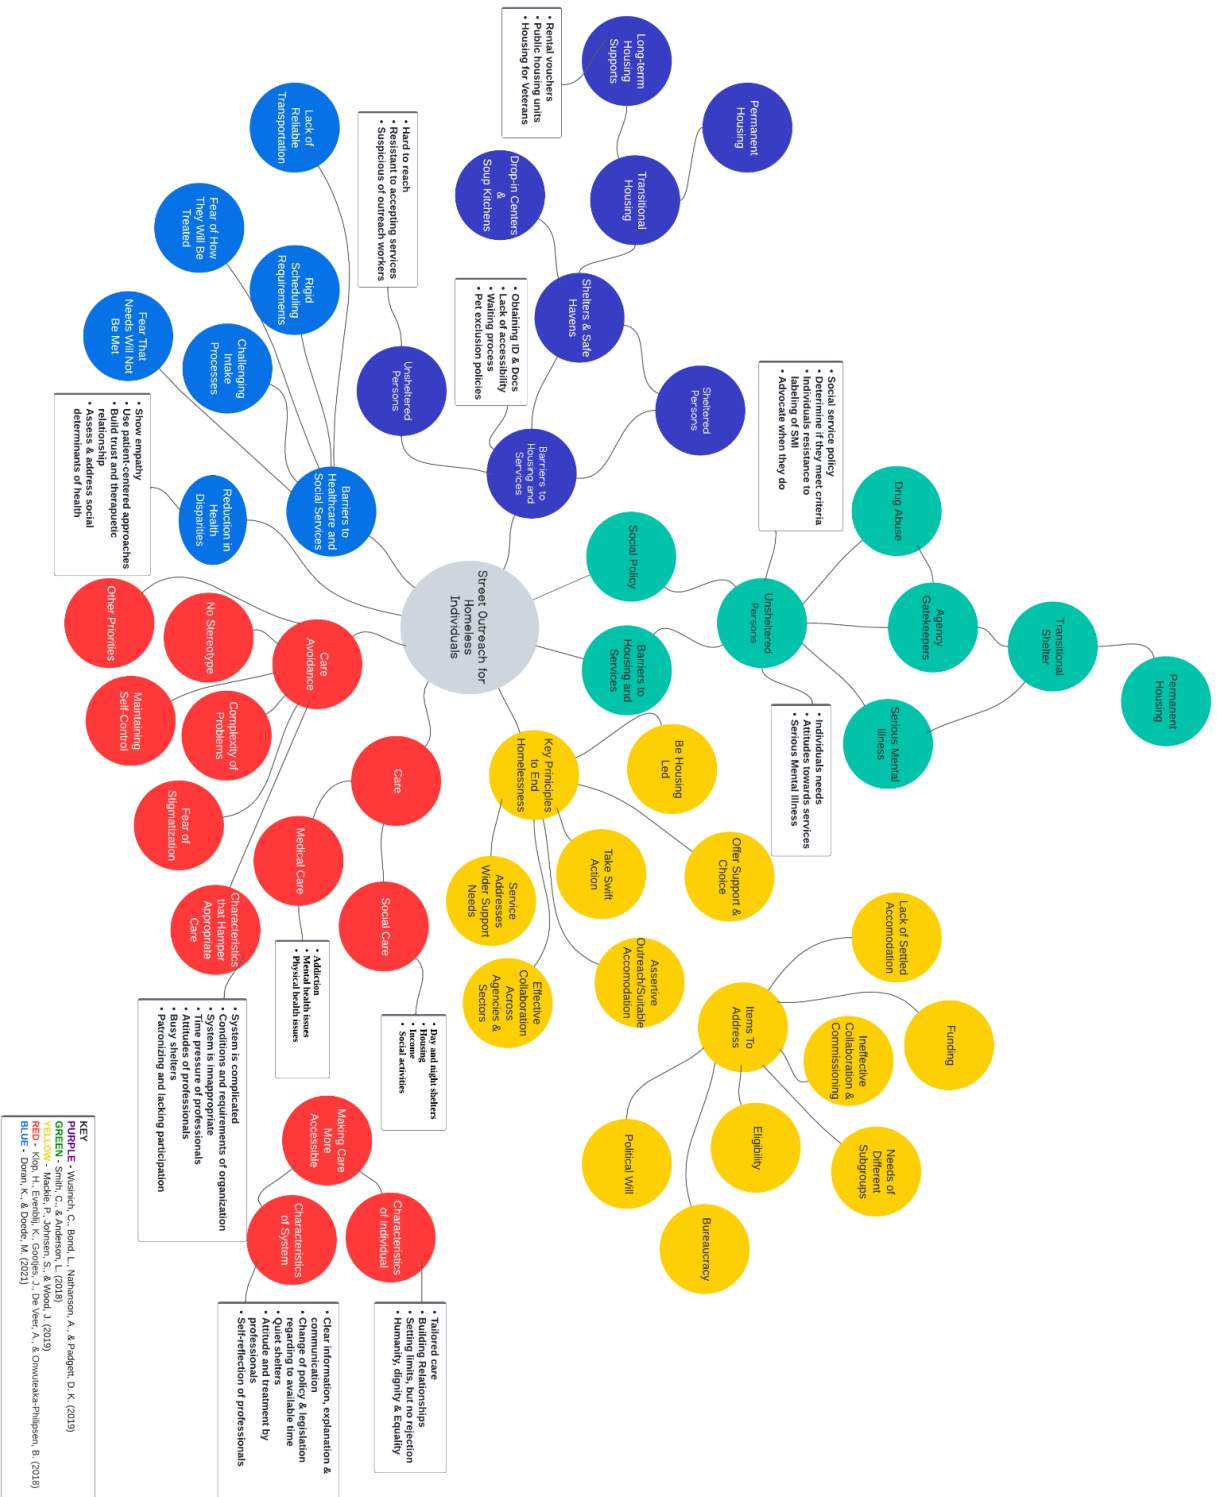 Permanent
Housing
Transitional
Shelter
Agency
Gatekeepers
Drug Abuse
Serious Mental
Illness
Unsheltered
Persons
• Social service policy
• Determine if they meet criteria
• Individuals resistance to
labeling of SMI
• Advocate when they do
• Individuals needs
• Attitudes towards services
• Serious Mental Illness
Social Policy
Barriers to
Housing and
Services
Permanent
Housing
Long-terrm
Housing
Supports
• Rental vouchers
• Public housing units
• Housing for Veterans
Transitional
Housing
Drop-in Centers
&
Soup Kitchens
Shelters & Safe
Havens
Sheltered
Persons
• Obtaining ID & Docs
• Lack of accessibility
• Waiting process
• Pet exclusion policies
Barriers to
Housing and
Services
Unsheltered
Persons
• Hard to reach
• Resistant to accepting services
• Suspicious of outreach workers
Street Outreach for
Homeless
Individuals
Key Priniciples
to End
Homelessness
Be Housing
Led
Offer Support &
Choice
Take Swift
Action
Assertive
Outreach/Suitable
Accomodation
Service
Addresses
Wider Support
Needs
Effective
Collaboration
Across
Agencies &
Sectors
Items To
Address
Lack of Settled
Accomodation
Funding
Ineffective
Collaboration &
Commissioning
Needs of
Different
Subgroups
Eligibility
Political Will
Bureaucracy
Barriers to
Healthcare and
Social Services
Lack of
Reliable
Transportation
Rigid
Scheduling
Requirements
Fear of How
They Will Be
Treated
Challenging
Intake
Processes
Fear That
Needs Will Not
Be Met
Reduction in
Health
Disparities
• Show empathy
• Use patient-centered approaches
• Build trust and therapuetic
relationship
• Assess & address social
determinants of health
Care
Avoidance
No Stereotype
Other Priorities
Complexity of
Problems
Maintaining
Self-Control
Fear of
Stigmatization
Characteristics
that Hamper
Appropriate
Care
• System is complicated
• Conditions and requirements of organization
• System is innappropriate
• Time pressure of professionals
• Attitudes of professionals
• Busy shelters
• Patronizing and lacking participation
Care
Social Care
Medical Care
• Day and night shelters
• Housing
• Income
• Social activities
• Addiction
• Mental health issues
• Physical health issues
Making Care
More
Accessible
Characteristics
of Individual
Characteristics
of System
• Tailored care
• Building Relationships
• Setting limits, but no rejection
• Humanity, dignity & Equality
• Clear information, explanation &
communication
• Change of policy & legislation
regarding to available time
• Quiet shelters
• Attitude and treatment by
professionals
• Self-reflection of professionals
KEY
PURPLE - Wusinich, C., Bond, L., Nathanson, A., & Padgett, D. K. (2019)
GREEN - Smith, C., & Anderson, L. (2018)
YELLOW - Mackie, P., Johnsen, S., & Wood, J. (2019)
RED - Klop, H., Evenblij, K., Gootjes, J., De Veer, A., & Onwuteaka-Philipsen, B. (2018)
BLUE - Doran, K., & Doede, M. (2021)